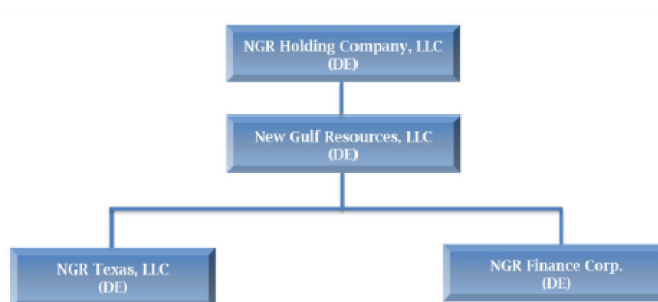 NGR Holding Company, LLC
(DE)
New Gulf Resources, LLC
(DE)
NGR Texas, LLC
(DE)
NGR Finance Corp.
(DE)